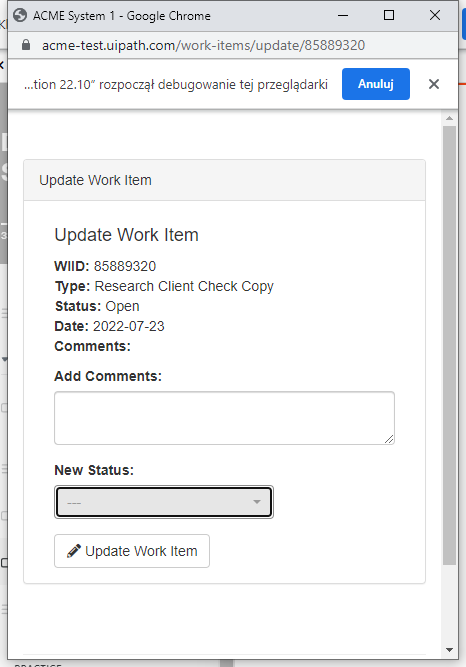 ACME System 1 - Google Chrome
acme-test.uipath.com/work-items/update/85889320
...tion 22.10” rozpoczął debugowanie tej przeglądarki
Anuluj
Update Work Item
Update Work Item
WIID: 85889320
Type: Research Client Check Copy
Status: Open
Date: 2022-07-23
Comments:
Add Comments:
New Status:
---
Update Work Item
PRACTICE